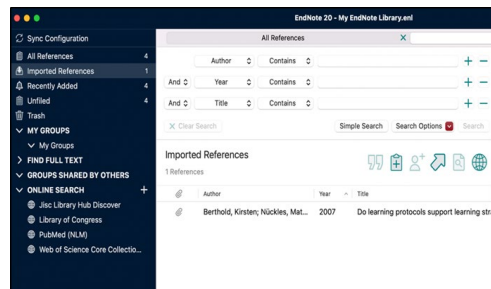 EndNote 20 - My EndNote Library.enl
Sync Configuration
All References 4
Imported References 1
Recently Added 4
Unfiled 4
Trash
MY GROUPS
My Groups
FIND FULL TEXT
GROUPS SHARED BY OTHERS
ONLINE SEARCH +
Jisc Library Hub Discover
Library of Congress
PubMed (NLM)
Web of Science Core Collectio...
All References ×
Author Contains + −
And Year Contains + −
And Title Contains + −
× Clear Search Simple Search Search Options Search
Imported References
1 References
Author Year Title
Berthold, Kirsten; Nückles, Mat... 2007 Do learning protocols support learning str